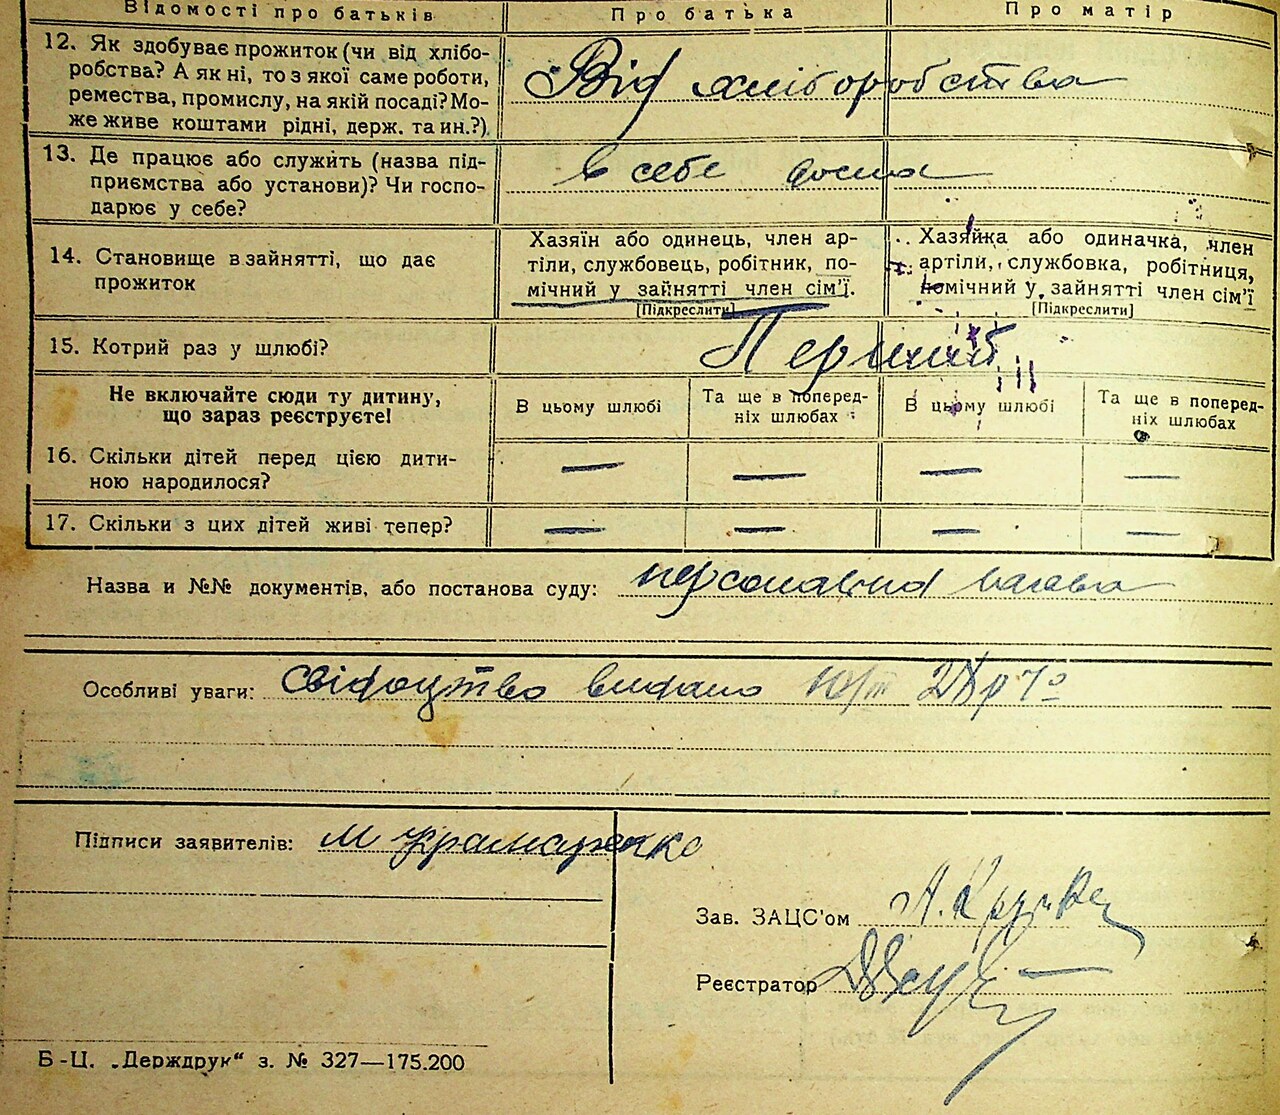 Відомості про батьків Про батька Про матір
12. Як здобуває прожиток (чи від хлібо-
робства? А як ні, то з якої саме роботи,
ремества, промислу, на якій посаді? Мо-
же живе коштами рідні, держ. та ин.?)
Від хліборобства
13. Де працює або служить (назва під-
приємства або установи)? Чи госпо-
дарює у себе?
в себе дома
14. Становище в зайнятті, що дає
прожиток
Хазяїн або одинець, член ар-
тіли, службовець, робітник, по-
мічний у зайнятті член сім'ї.
[Підкреслити]
Хазяйка або одиначка, член
артіли, службовка, робітниця,
помічний у зайнятті член сім'ї
[Підкреслити]
15. Котрий раз у шлюбі?
Перший
Не включайте сюди ту дитину,
що зараз реєструєте!
В цьому шлюбі
Та ще в поперед-
ніх шлюбах
В цьому шлюбі
Та ще в поперед-
ніх шлюбах
16. Скільки дітей перед цією дити-
ною народилося?
— — — —
17. Скільки з цих дітей живі тепер?
— — — —
Назва и №№ документів, або постанова суду: персональна
Особливі уваги: свідоцтво видано
Підписи заявителів: М Крамаренко
Зав. ЗАЦС'ом
Реєстратор
Б-Ц. „Держдрук“ з. № 327—175.200